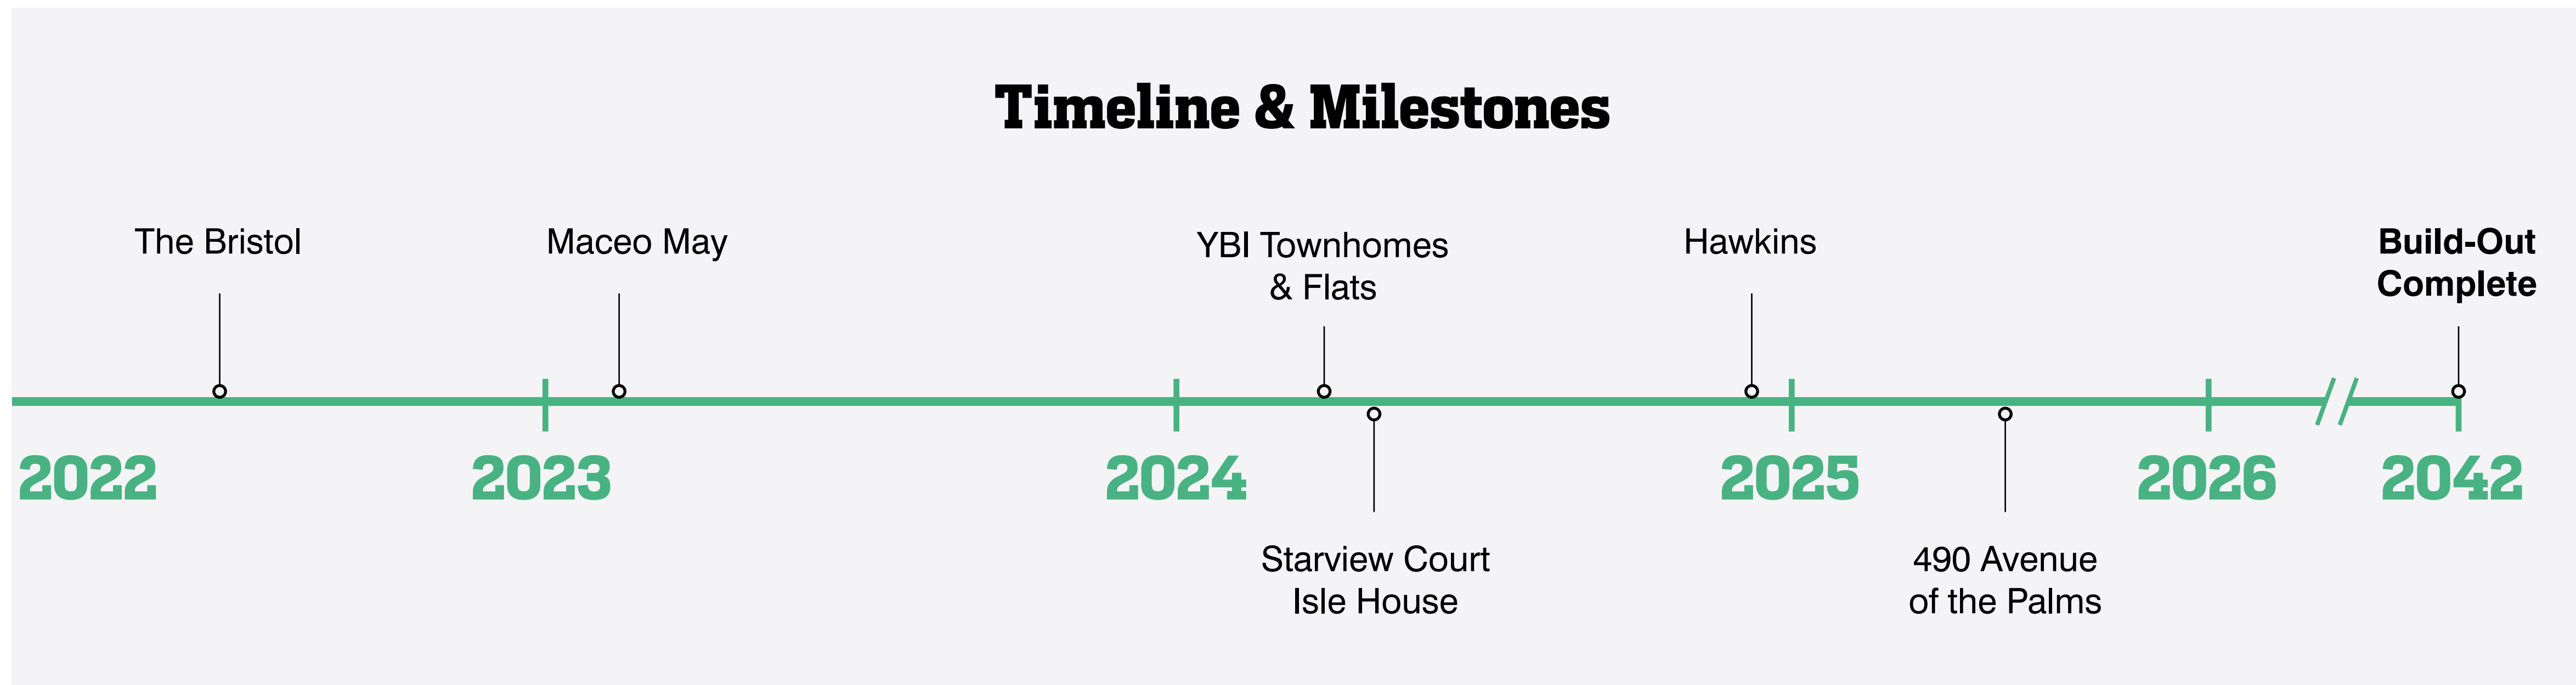 Timeline & Milestones
The Bristol
Maceo May
YBI Townhomes
& Flats
Hawkins
Build-Out
Complete
2022
2023
2024
2025
2026
2042
Starview Court
Isle House
490 Avenue
of the Palms